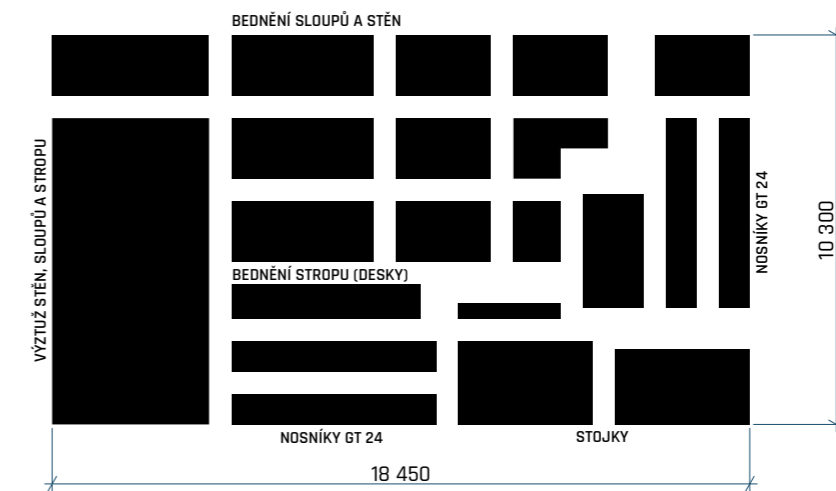 BEDNĚNÍ SLOUPŮ A STĚN
VÝZTUŽ STĚN, SLOUPŮ A STROPU
NOSNÍKY GT 24
10 300
BEDNĚNÍ STROPU (DESKY)
NOSNÍKY GT 24
STOJKY
18 450